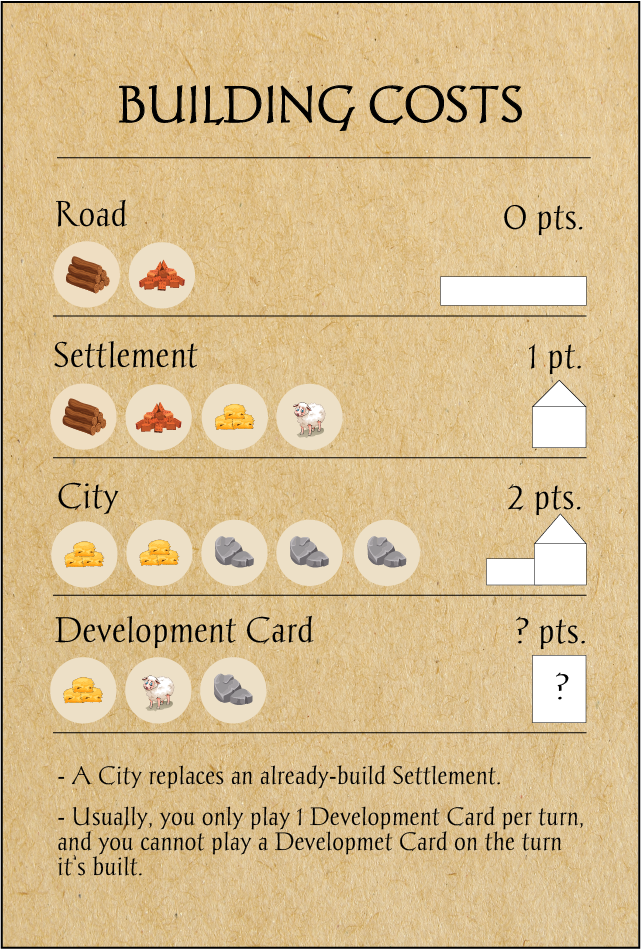 BUILDING COSTS
Road
0 pts.
Settlement
1 pt.
City
2 pts.
Development Card
? pts.
?
- A City replaces an already-build Settlement.
- Usually, you only play 1 Development Card per turn,
and you cannot play a Developmet Card on the turn
it's built.